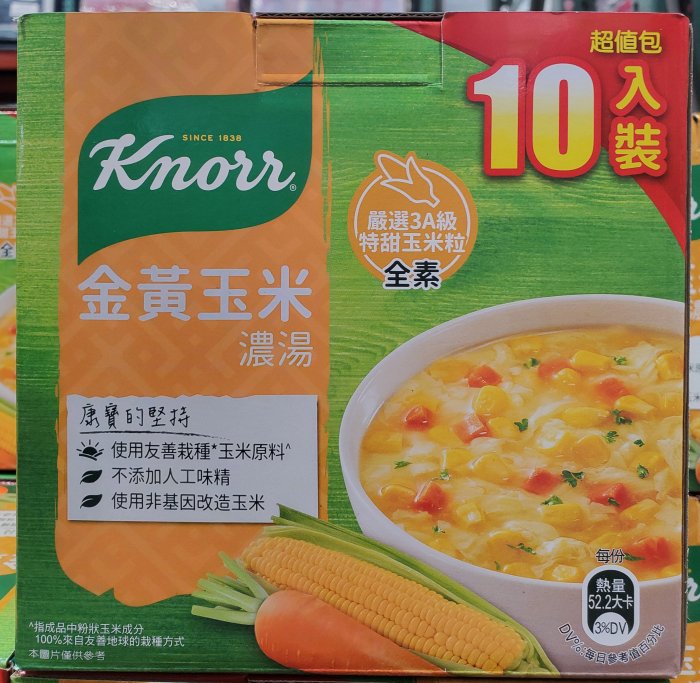 超值包
10入裝
SINCE 1838
Knorr®
嚴選3A級
特甜玉米粒
全素
金黃玉米
濃湯
康寶的堅持
使用友善栽種*玉米原料^
不添加人工味精
使用非基因改造玉米
每份
熱量
52.2大卡
3%DV
DV%:每日參考值百分比
^指成品中粉狀玉米成分
100%來自友善地球的栽種方式
本圖片僅供參考